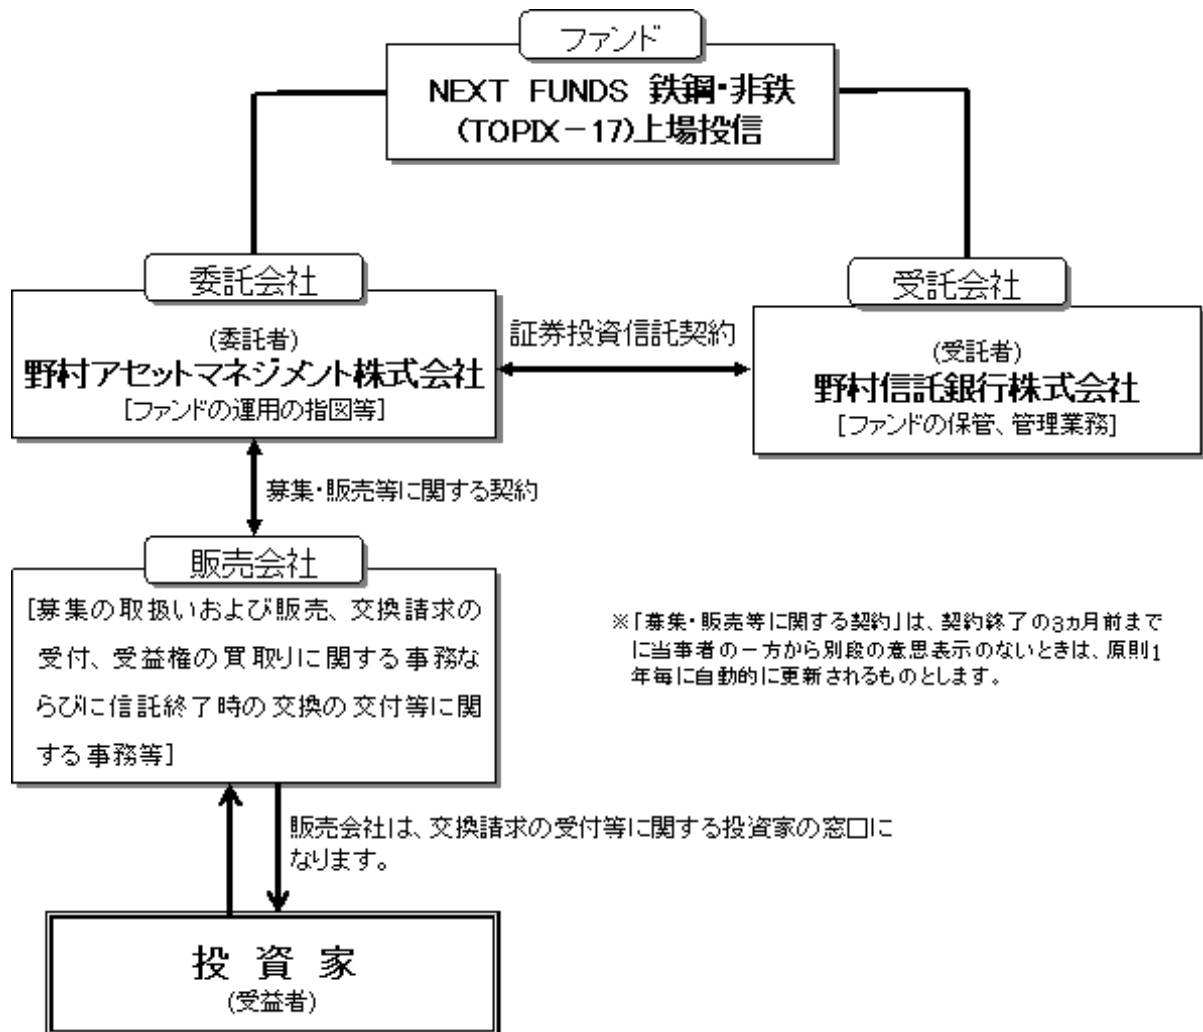 ファンド
NEXT FUNDS 鉄鋼・非鉄
(TOPIX－17)上場投信
委託会社
(委託者)
野村アセットマネジメント株式会社
[ファンドの運用の指図等]
証券投資信託契約
受託会社
(受託者)
野村信託銀行株式会社
[ファンドの保管、管理業務]
募集・販売等に関する契約
販売会社
[募集の取扱いおよび販売、交換請求の
受付、受益権の買取りに関する事務な
らびに信託終了時の交換の交付等に関
する事務等]
※「募集・販売等に関する契約」は、契約終了の3ヵ月前まで
に当事者の一方から別段の意思表示のないときは、原則1
年毎に自動的に更新されるものとします。
販売会社は、交換請求の受付等に関する投資家の窓口に
なります。
投資家
(受益者)